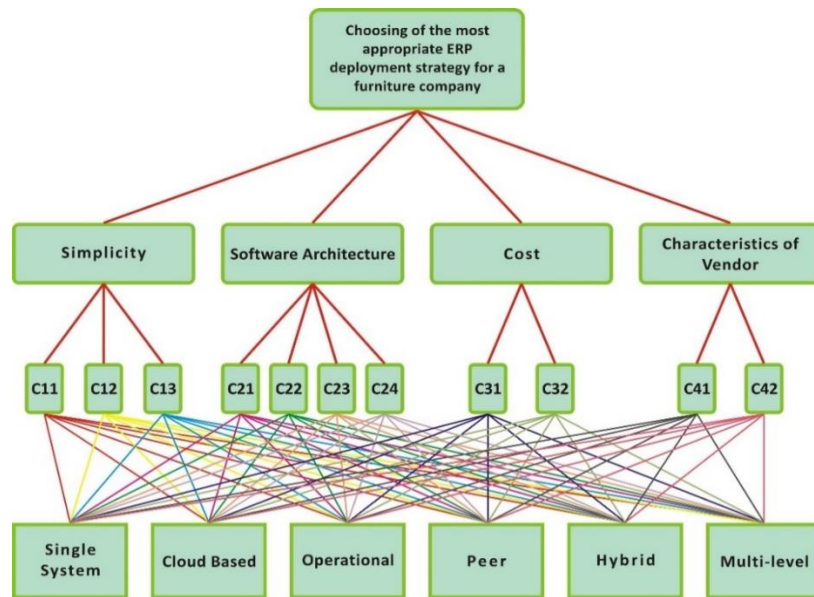 Choosing of the most
appropriate ERP
deployment strategy for a
furniture company
Simplicity
Software Architecture
Cost
Characteristics of
Vendor
C11
C12
C13
C21
C22
C23
C24
C31
C32
C41
C42
Single
System
Cloud Based
Operational
Peer
Hybrid
Multi-level